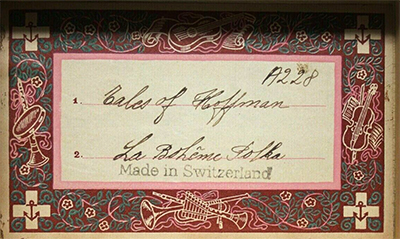 A228
1. Tales of Hoffman
2. La Bohême Polka
Made in Switzerland